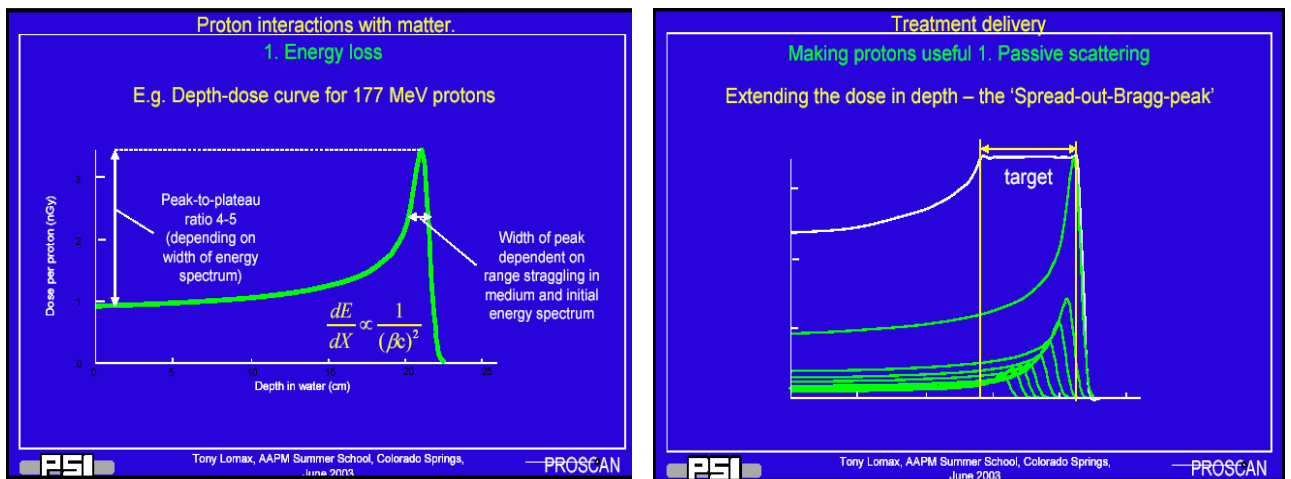 Proton interactions with matter.
1. Energy loss
E.g. Depth-dose curve for 177 MeV protons
Dose per proton (nGy)
3
2
1
0
Peak-to-plateau
ratio 4-5
(depending on
width of energy
spectrum)
Width of peak
dependent on
range straggling in
medium and initial
energy spectrum
dE/dX ∝ 1/(βc)²
0 5 10 15 20 25
Depth in water (cm)
PSI
Tony Lomax, AAPM Summer School, Colorado Springs,
June 2003
PROSCAN
Treatment delivery
Making protons useful 1. Passive scattering
Extending the dose in depth – the ‘Spread-out-Bragg-peak’
target
PSI
Tony Lomax, AAPM Summer School, Colorado Springs,
June 2003
PROSCAN